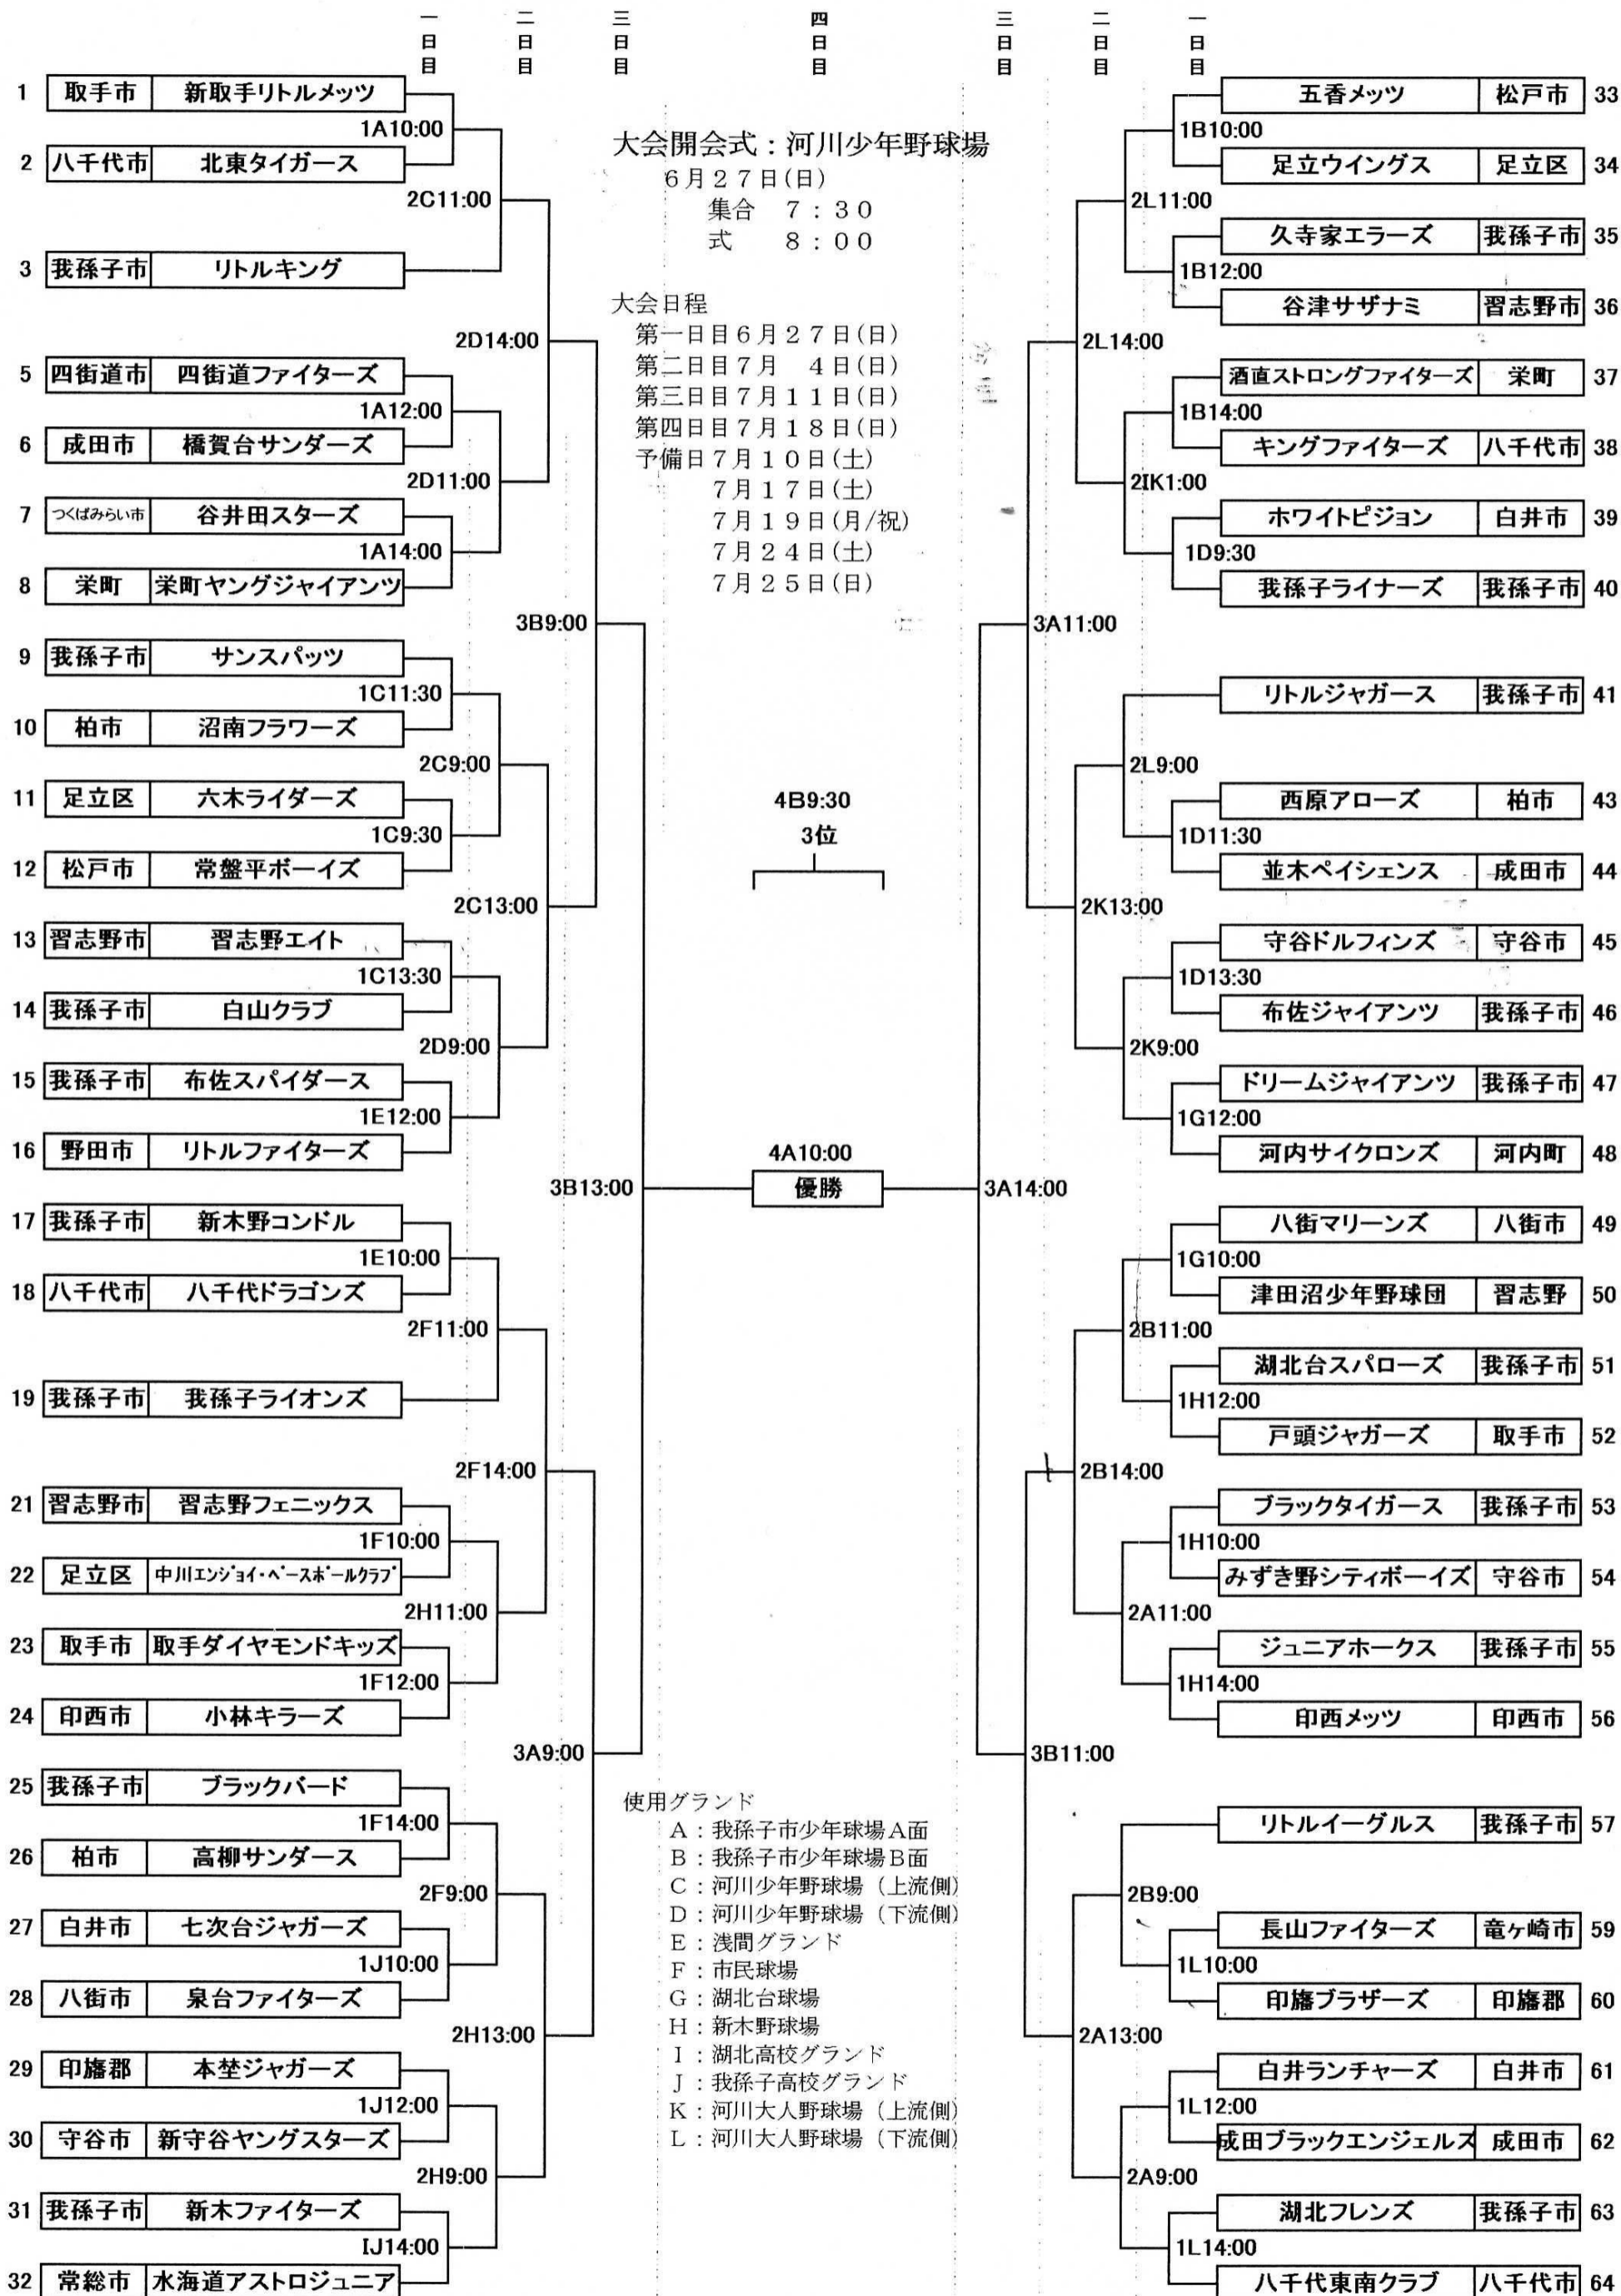 一日目 二日目 三日目 四日目 三日目 二日目 一日目
大会開会式：河川少年野球場
6月27日(日)
集合 7：30
式 8：00
大会日程
第一日目6月27日(日)
第二日目7月 4日(日)
第三日目7月11日(日)
第四日目7月18日(日)
予備日7月10日(土)
7月17日(土)
7月19日(月/祝)
7月24日(土)
7月25日(日)
1 取手市 新取手リトルメッツ
1A10:00
2 八千代市 北東タイガース
2C11:00
3 我孫子市 リトルキング
2D14:00
5 四街道市 四街道ファイターズ
1A12:00
6 成田市 橋賀台サンダーズ
2D11:00
7 つくばみらい市 谷井田スターズ
1A14:00
8 栄町 栄町ヤングジャイアンツ
3B9:00
9 我孫子市 サンスパッツ
1C11:30
10 柏市 沼南フラワーズ
2C9:00
11 足立区 六木ライダーズ
1C9:30
12 松戸市 常盤平ボーイズ
2C13:00
13 習志野市 習志野エイト
1C13:30
14 我孫子市 白山クラブ
2D9:00
15 我孫子市 布佐スパイダース
1E12:00
16 野田市 リトルファイターズ
3B13:00
17 我孫子市 新木野コンドル
1E10:00
18 八千代市 八千代ドラゴンズ
2F11:00
19 我孫子市 我孫子ライオンズ
2F14:00
21 習志野市 習志野フェニックス
1F10:00
22 足立区 中川エンジョイ・ベースボールクラブ
2H11:00
23 取手市 取手ダイヤモンドキッズ
1F12:00
24 印西市 小林キラーズ
3A9:00
25 我孫子市 ブラックバード
1F14:00
26 柏市 高柳サンダース
2F9:00
27 白井市 七次台ジャガーズ
1J10:00
28 八街市 泉台ファイターズ
2H13:00
29 印旛郡 本埜ジャガーズ
1J12:00
30 守谷市 新守谷ヤングスターズ
2H9:00
31 我孫子市 新木ファイターズ
IJ14:00
32 常総市 水海道アストロジュニア
4B9:30
3位
4A10:00
優勝
使用グランド
A：我孫子市少年球場A面
B：我孫子市少年球場B面
C：河川少年野球場（上流側）
D：河川少年野球場（下流側）
E：浅間グランド
F：市民球場
G：湖北台球場
H：新木野球場
I：湖北高校グランド
J：我孫子高校グランド
K：河川大人野球場（上流側）
L：河川大人野球場（下流側）
五香メッツ 松戸市 33
1B10:00
足立ウイングス 足立区 34
2L11:00
久寺家エラーズ 我孫子市 35
1B12:00
谷津サザナミ 習志野市 36
2L14:00
酒直ストロングファイターズ 栄町 37
1B14:00
キングファイターズ 八千代市 38
2IK1:00
ホワイトピジョン 白井市 39
1D9:30
我孫子ライナーズ 我孫子市 40
3A11:00
リトルジャガース 我孫子市 41
2L9:00
西原アローズ 柏市 43
1D11:30
並木ペイシェンス 成田市 44
2K13:00
守谷ドルフィンズ 守谷市 45
1D13:30
布佐ジャイアンツ 我孫子市 46
2K9:00
ドリームジャイアンツ 我孫子市 47
1G12:00
河内サイクロンズ 河内町 48
3A14:00
八街マリーンズ 八街市 49
1G10:00
津田沼少年野球団 習志野 50
2B11:00
湖北台スパローズ 我孫子市 51
1H12:00
戸頭ジャガーズ 取手市 52
2B14:00
ブラックタイガース 我孫子市 53
1H10:00
みずき野シティボーイズ 守谷市 54
2A11:00
ジュニアホークス 我孫子市 55
1H14:00
印西メッツ 印西市 56
3B11:00
リトルイーグルス 我孫子市 57
2B9:00
長山ファイターズ 竜ヶ崎市 59
1L10:00
印旛ブラザーズ 印旛郡 60
2A13:00
白井ランチャーズ 白井市 61
1L12:00
成田ブラックエンジェルズ 成田市 62
2A9:00
湖北フレンズ 我孫子市 63
1L14:00
八千代東南クラブ 八千代市 64